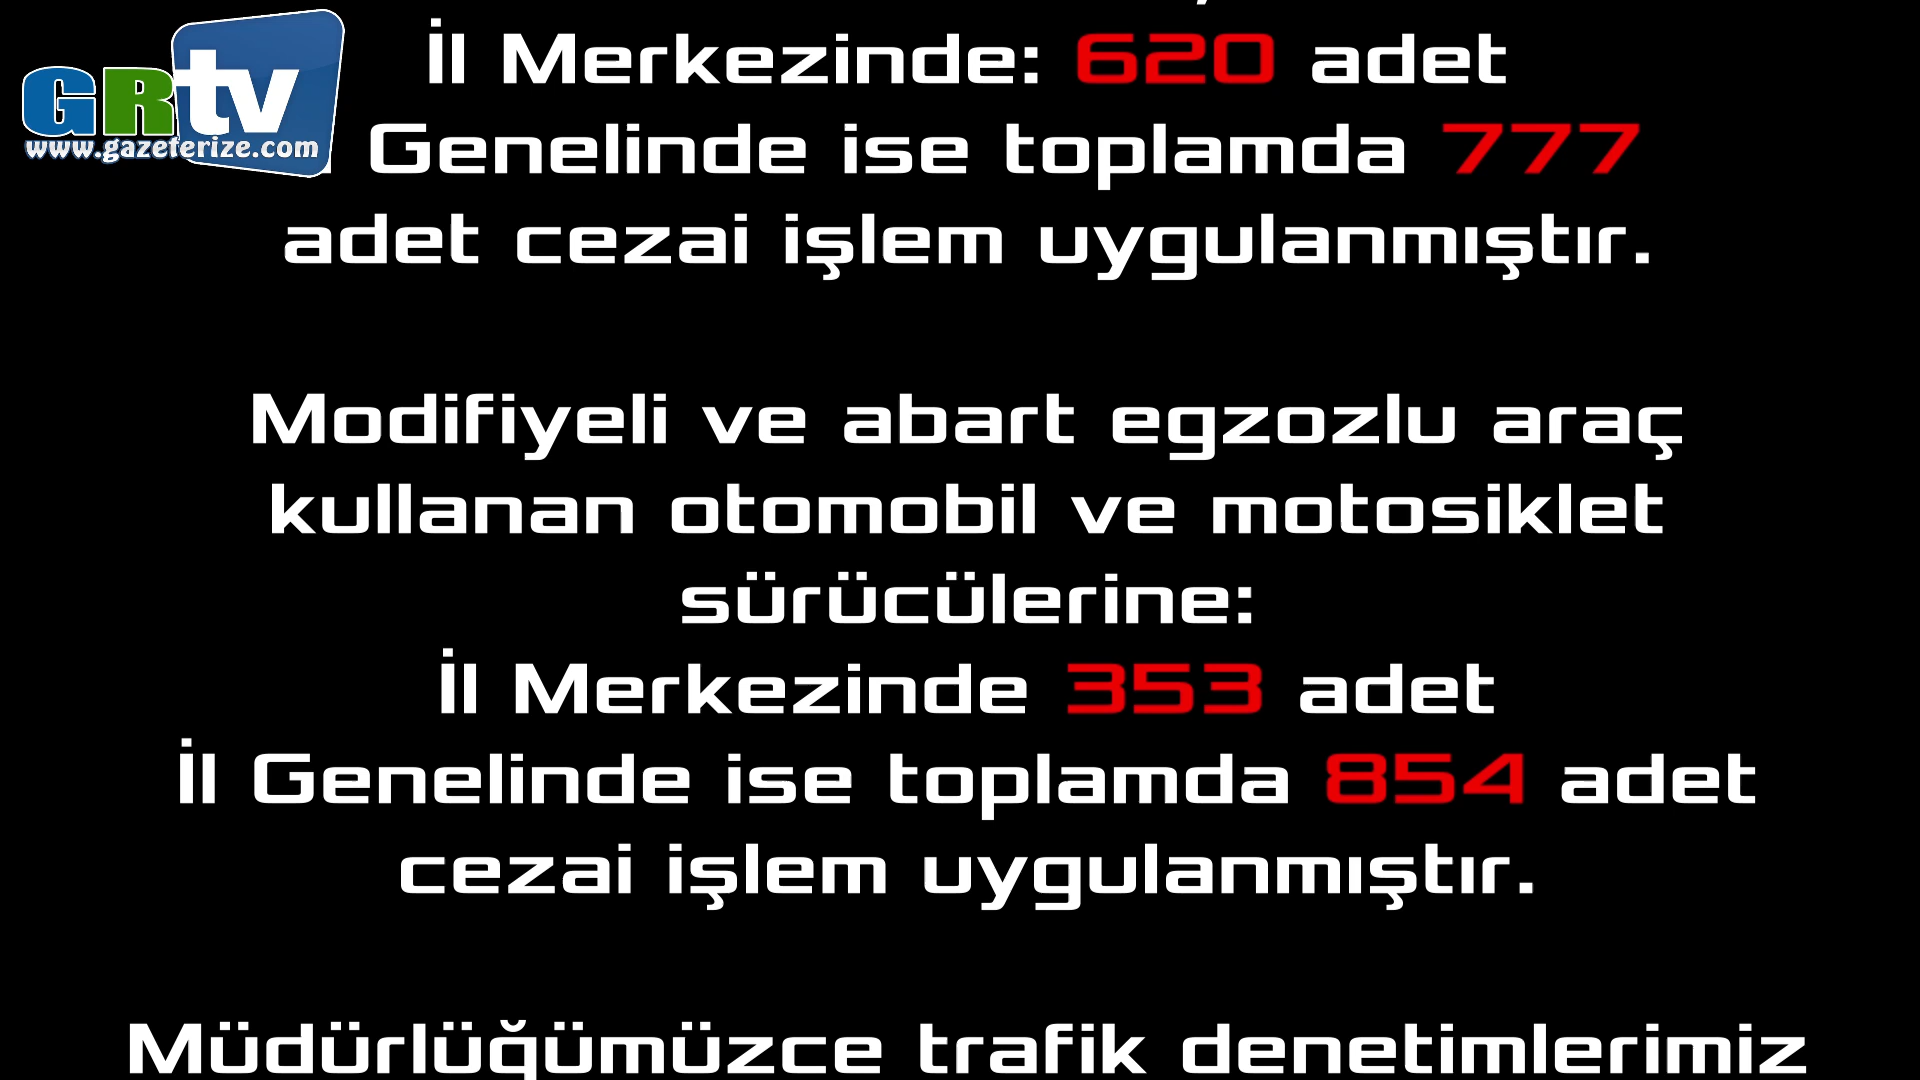 GRtv
www.gazeterize.com
İl Merkezinde: 620 adet
Genelinde ise toplamda 777
adet cezai işlem uygulanmıştır.
Modifiyeli ve abart egzozlu araç
kullanan otomobil ve motosiklet
sürücülerine:
İl Merkezinde 353 adet
İl Genelinde ise toplamda 854 adet
cezai işlem uygulanmıştır.
Müdürlüğümüzce trafik denetimlerimiz